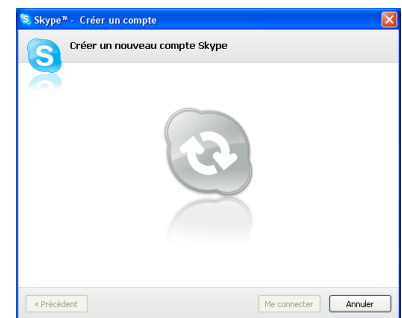 Skype™ - Créer un compte
Créer un nouveau compte Skype
« Précédent
Me connecter
Annuler